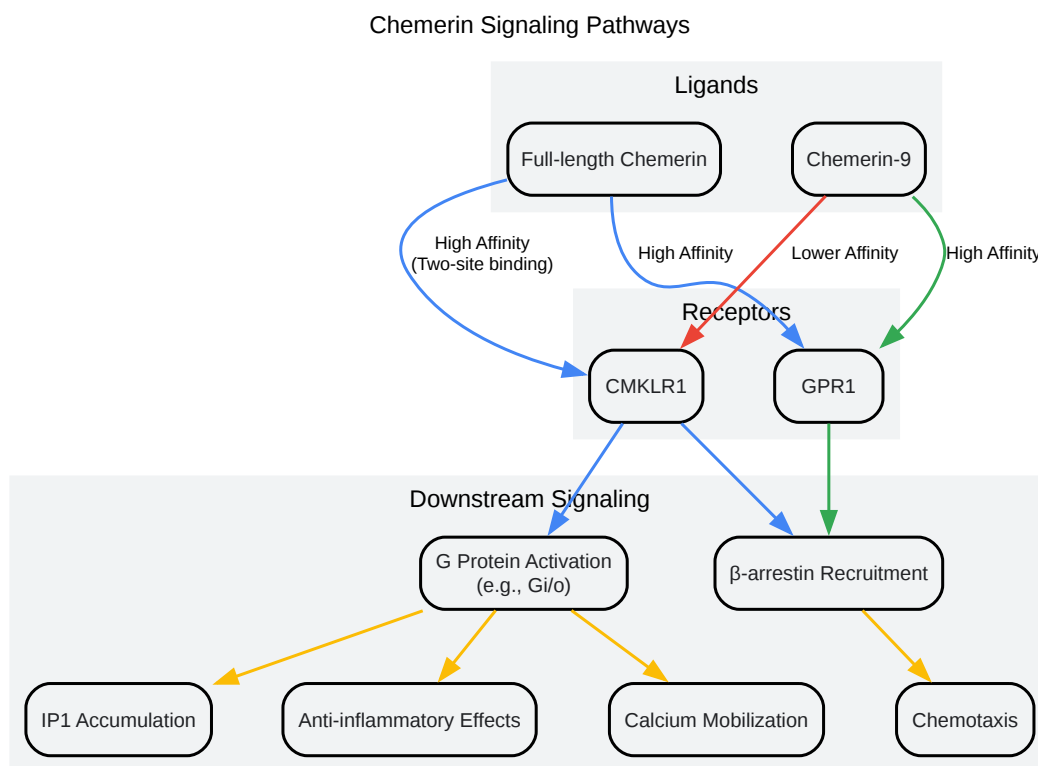 Chemerin Signaling Pathways
Ligands
Full-length Chemerin
Chemerin-9
High Affinity
(Two-site binding)
High Affinity
Lower Affinity
High Affinity
Receptors
CMKLR1
GPR1
Downstream Signaling
G Protein Activation
(e.g., Gi/o)
β-arrestin Recruitment
IP1 Accumulation
Anti-inflammatory Effects
Calcium Mobilization
Chemotaxis